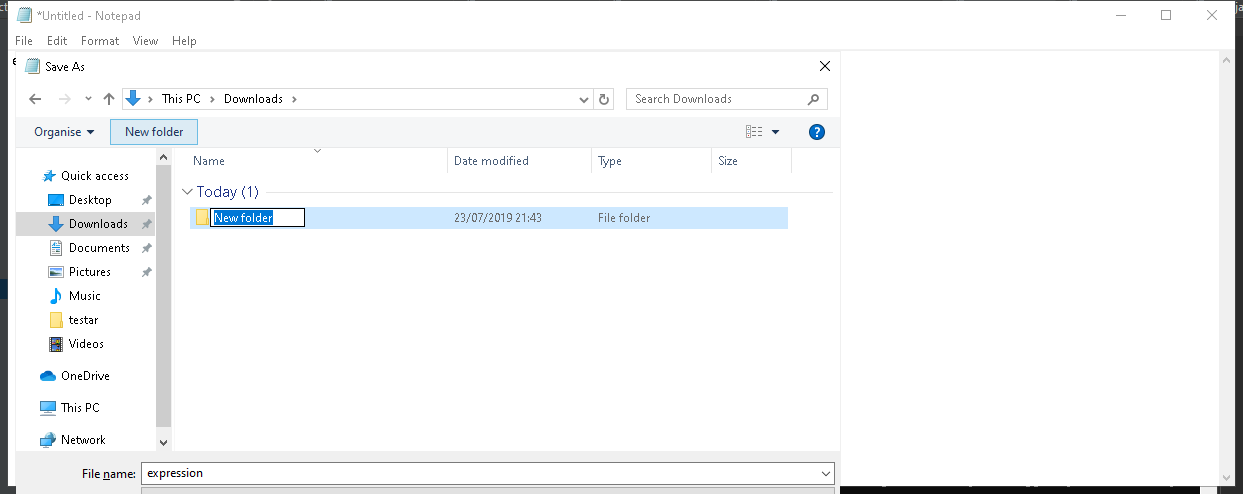 *Untitled - Notepad
File Edit Format View Help
Save As
This PC Downloads
Search Downloads
Organise New folder
Name Date modified Type Size
Quick access
Today (1)
Desktop
Downloads
New folder 23/07/2019 21:43 File folder
Documents
Pictures
Music
testar
Videos
OneDrive
This PC
Network
File name: expression